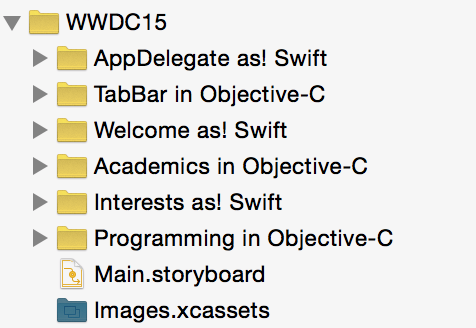 WWDC15
AppDelegate as! Swift
TabBar in Objective-C
Welcome as! Swift
Academics in Objective-C
Interests as! Swift
Programming in Objective-C
Main.storyboard
Images.xcassets